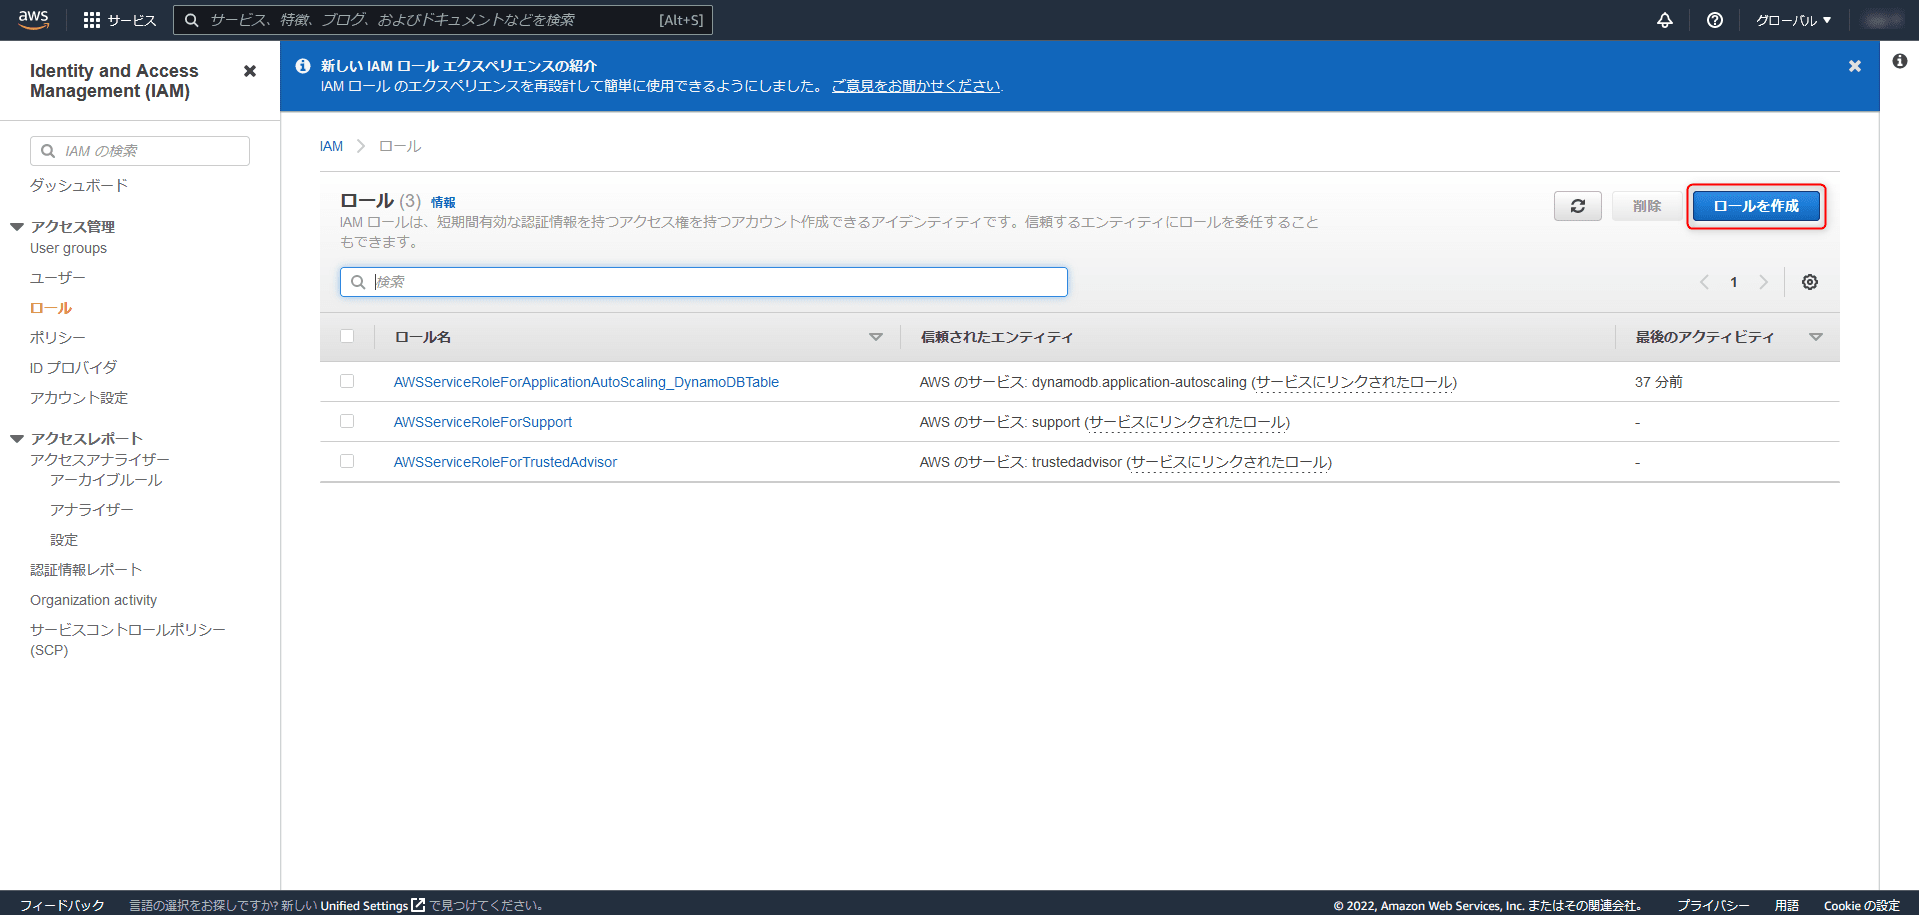 aws
サービス
サービス、特徴、ブログ、およびドキュメントなどを検索 [Alt+S]
グローバル ▼
Identity and Access
Management (IAM)
IAM の検索
ダッシュボード
アクセス管理
User groups
ユーザー
ロール
ポリシー
ID プロバイダ
アカウント設定
アクセスレポート
アクセスアナライザー
アーカイブルール
アナライザー
設定
認証情報レポート
Organization activity
サービスコントロールポリシー
(SCP)
新しい IAM ロール エクスペリエンスの紹介
IAM ロール のエクスペリエンスを再設計して簡単に使用できるようにしました。 ご意見をお聞かせください.
IAM > ロール
ロール (3) 情報
IAM ロールは、短期間有効な認証情報を持つアクセス権を持つアカウント作成できるアイデンティティです。信頼するエンティティにロールを委任すること
もできます。
削除
ロールを作成
検索
1
ロール名 信頼されたエンティティ 最後のアクティビティ
AWSServiceRoleForApplicationAutoScaling_DynamoDBTable AWS のサービス: dynamodb.application-autoscaling (サービスにリンクされたロール) 37 分前
AWSServiceRoleForSupport AWS のサービス: support (サービスにリンクされたロール) -
AWSServiceRoleForTrustedAdvisor AWS のサービス: trustedadvisor (サービスにリンクされたロール) -
フィードバック 言語の選択をお探しですか? 新しい Unified Settings で見つけてください。
© 2022, Amazon Web Services, Inc. またはその関連会社。 プライバシー 用語 Cookie の設定